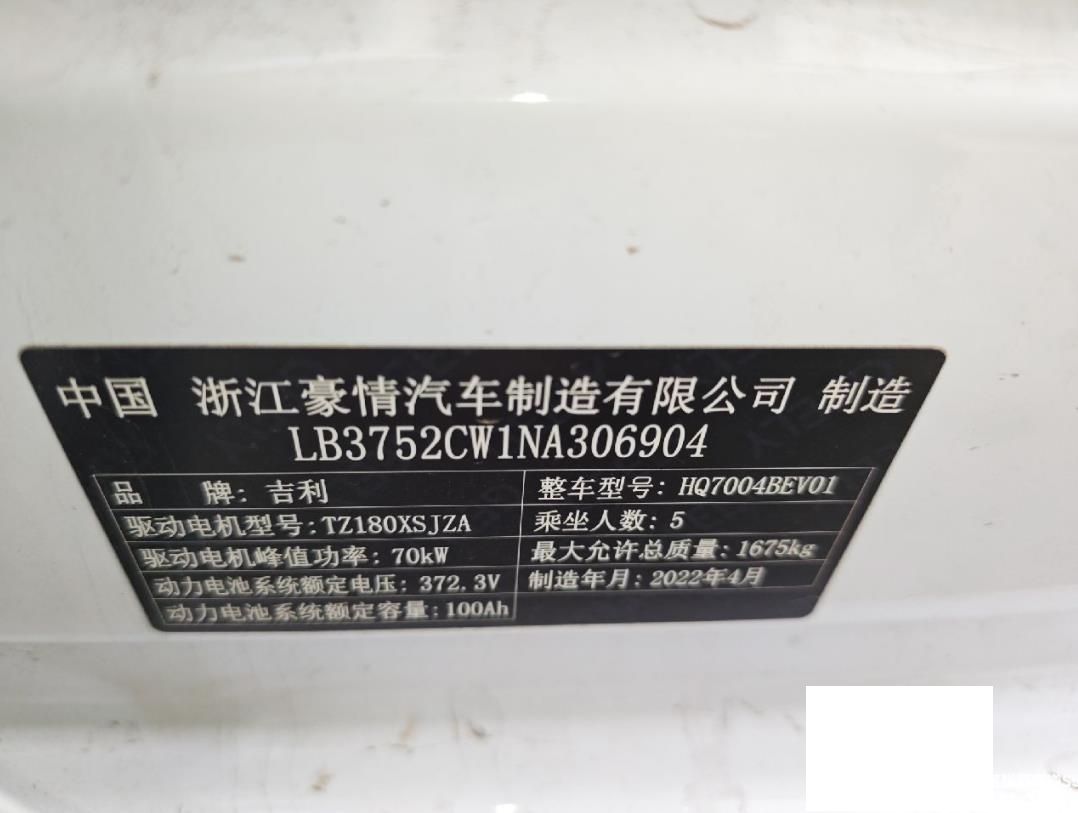 中国 浙江豪情汽车制造有限公司 制造
LB3752CW1NA306904
品 牌: 吉利 整车型号: HQ7004BEV01
驱动电机型号: TZ180XSJZA 乘坐人数: 5
驱动电机峰值功率: 70kW 最大允许总质量: 1675kg
动力电池系统额定电压: 372.3V 制造年月: 2022年4月
动力电池系统额定容量: 100Ah